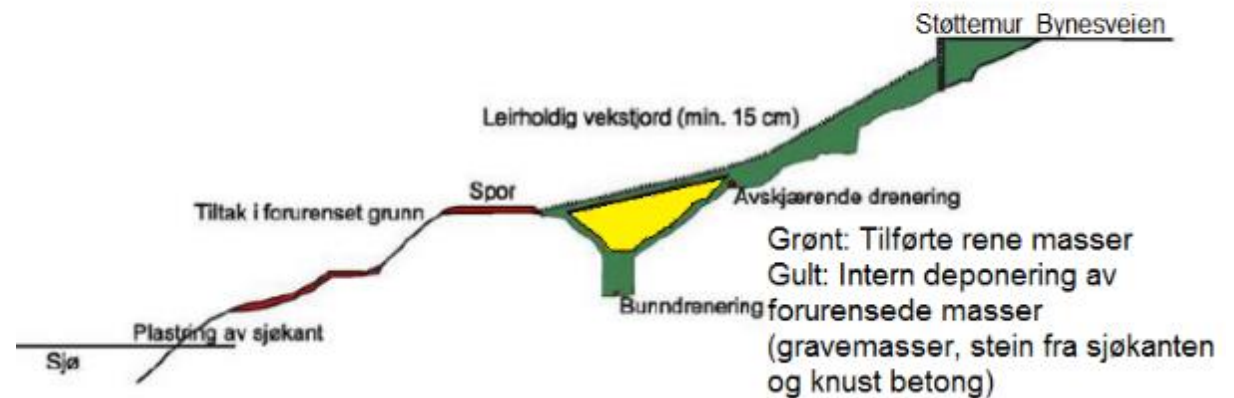 Støttemur Bynesveien
Leirholdig vekstjord (min. 15 cm)
Spor
Avskjærende drenering
Tiltak i forurenset grunn
Grønt: Tilførte rene masser
Gult: Intern deponering av
Bunndrenering
forurensede masser
Plastring av sjøkant
(gravemasser, stein fra sjøkanten
Sjø
og knust betong)